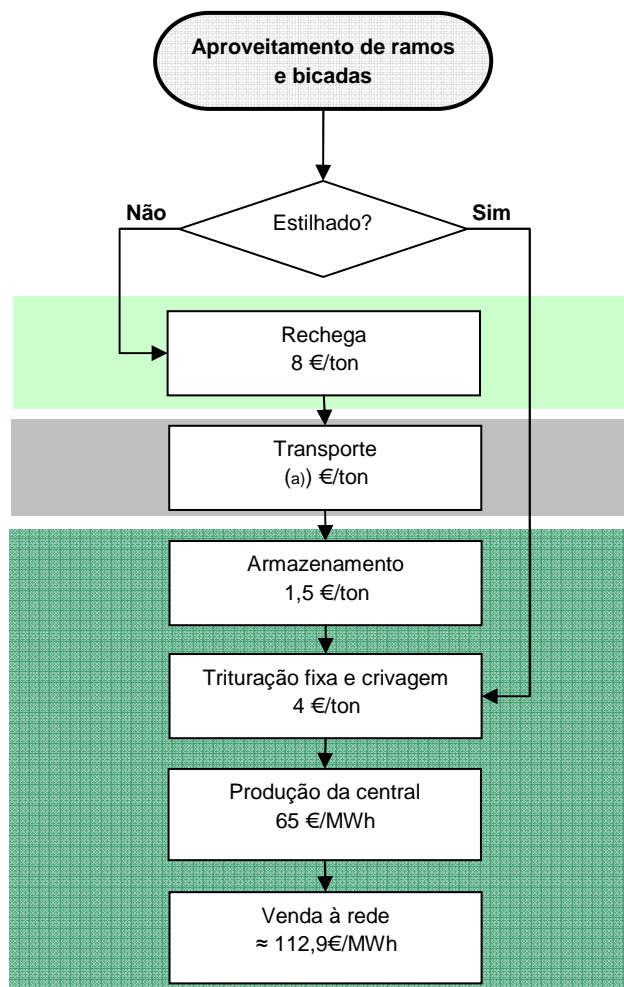 Aproveitamento de ramos
e bicadas
Não
Estilhado?
Sim
Rechega
8 €/ton
Transporte
(a)) €/ton
Armazenamento
1,5 €/ton
Trituração fixa e crivagem
4 €/ton
Produção da central
65 €/MWh
Venda à rede
≈ 112,9€/MWh